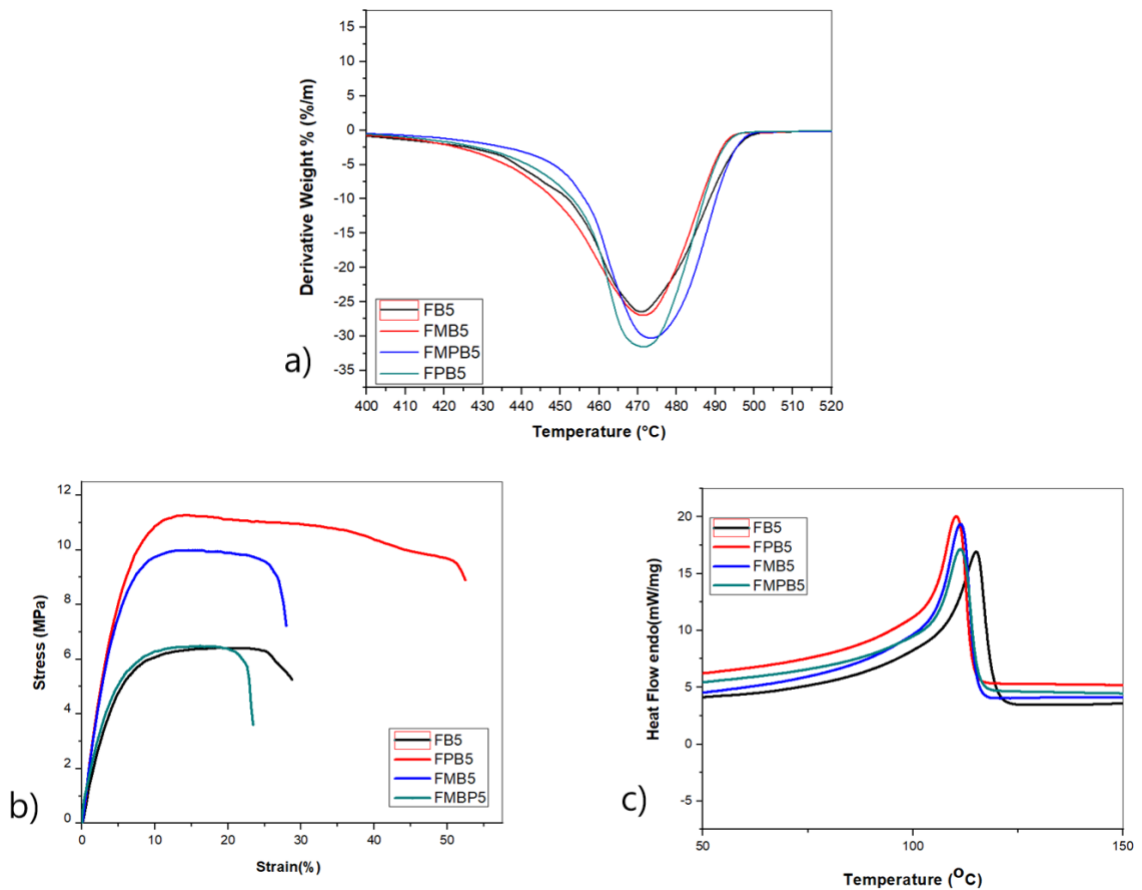 15
10
5
0
-5
-10
-15
-20
-25
-30
-35
Derivative Weight % (%/m)
FB5
FMB5
FMPB5
FPB5
400 410 420 430 440 450 460 470 480 490 500 510 520
Temperature (°C)
a)
12
10
8
6
4
2
0
Stress (MPa)
FB5
FPB5
FMB5
FMBP5
0 10 20 30 40 50
Strain(%)
b)
20
15
10
5
0
-5
Heat Flow endo(mW/mg)
FB5
FPB5
FMB5
FMPB5
50 100 150
Temperature (°C)
c)